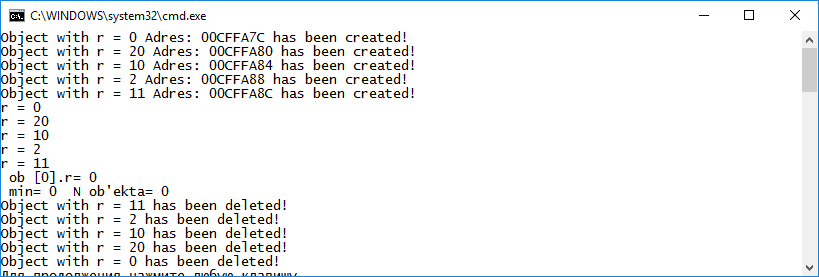 C:\WINDOWS\system32\cmd.exe
Object with r = 0 Adres: 00CFFA7C has been created!
Object with r = 20 Adres: 00CFFA80 has been created!
Object with r = 10 Adres: 00CFFA84 has been created!
Object with r = 2 Adres: 00CFFA88 has been created!
Object with r = 11 Adres: 00CFFA8C has been created!
r = 0
r = 20
r = 10
r = 2
r = 11
ob [0].r= 0
min= 0  N ob'ekta= 0
Object with r = 11 has been deleted!
Object with r = 2 has been deleted!
Object with r = 10 has been deleted!
Object with r = 20 has been deleted!
Object with r = 0 has been deleted!
Для продолжения нажмите любую клавишу